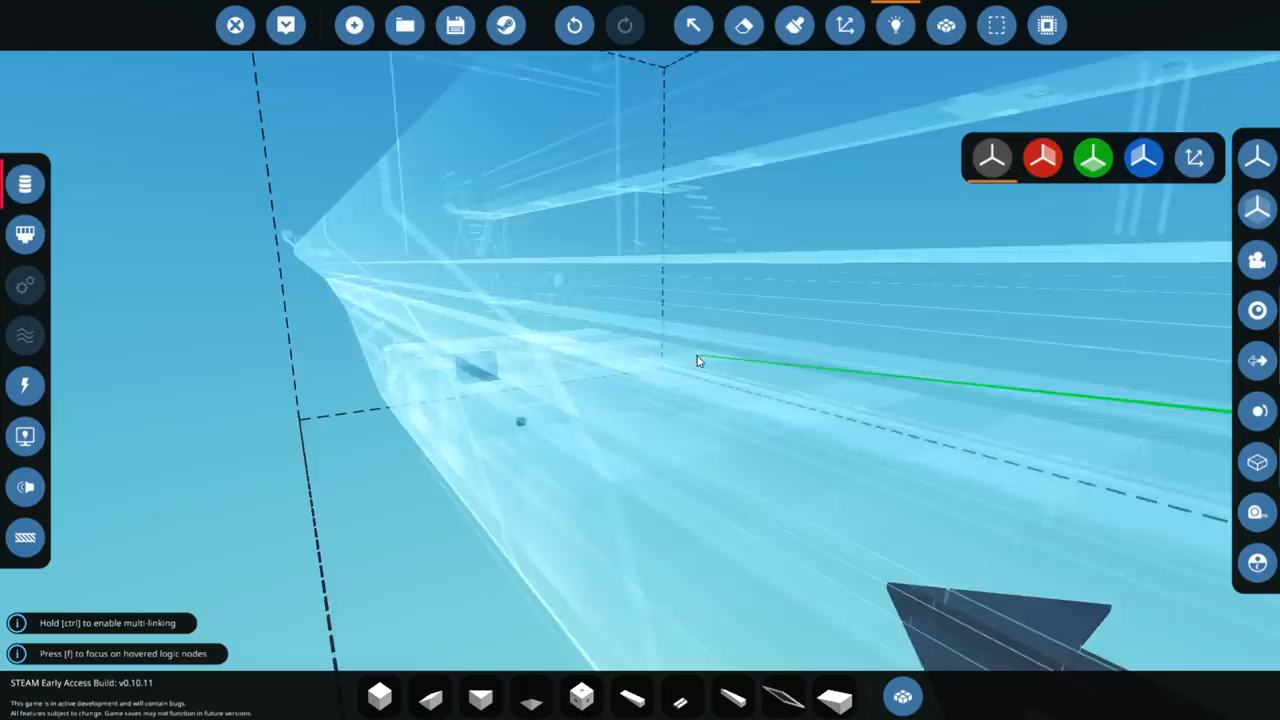 Hold [ctrl] to enable multi-linking
Press [f] to focus on hovered logic nodes
STEAM Early Access Build: v0.10.11
This game is in active development and will contain bugs.
All features subject to change. Game saves may not function in future versions